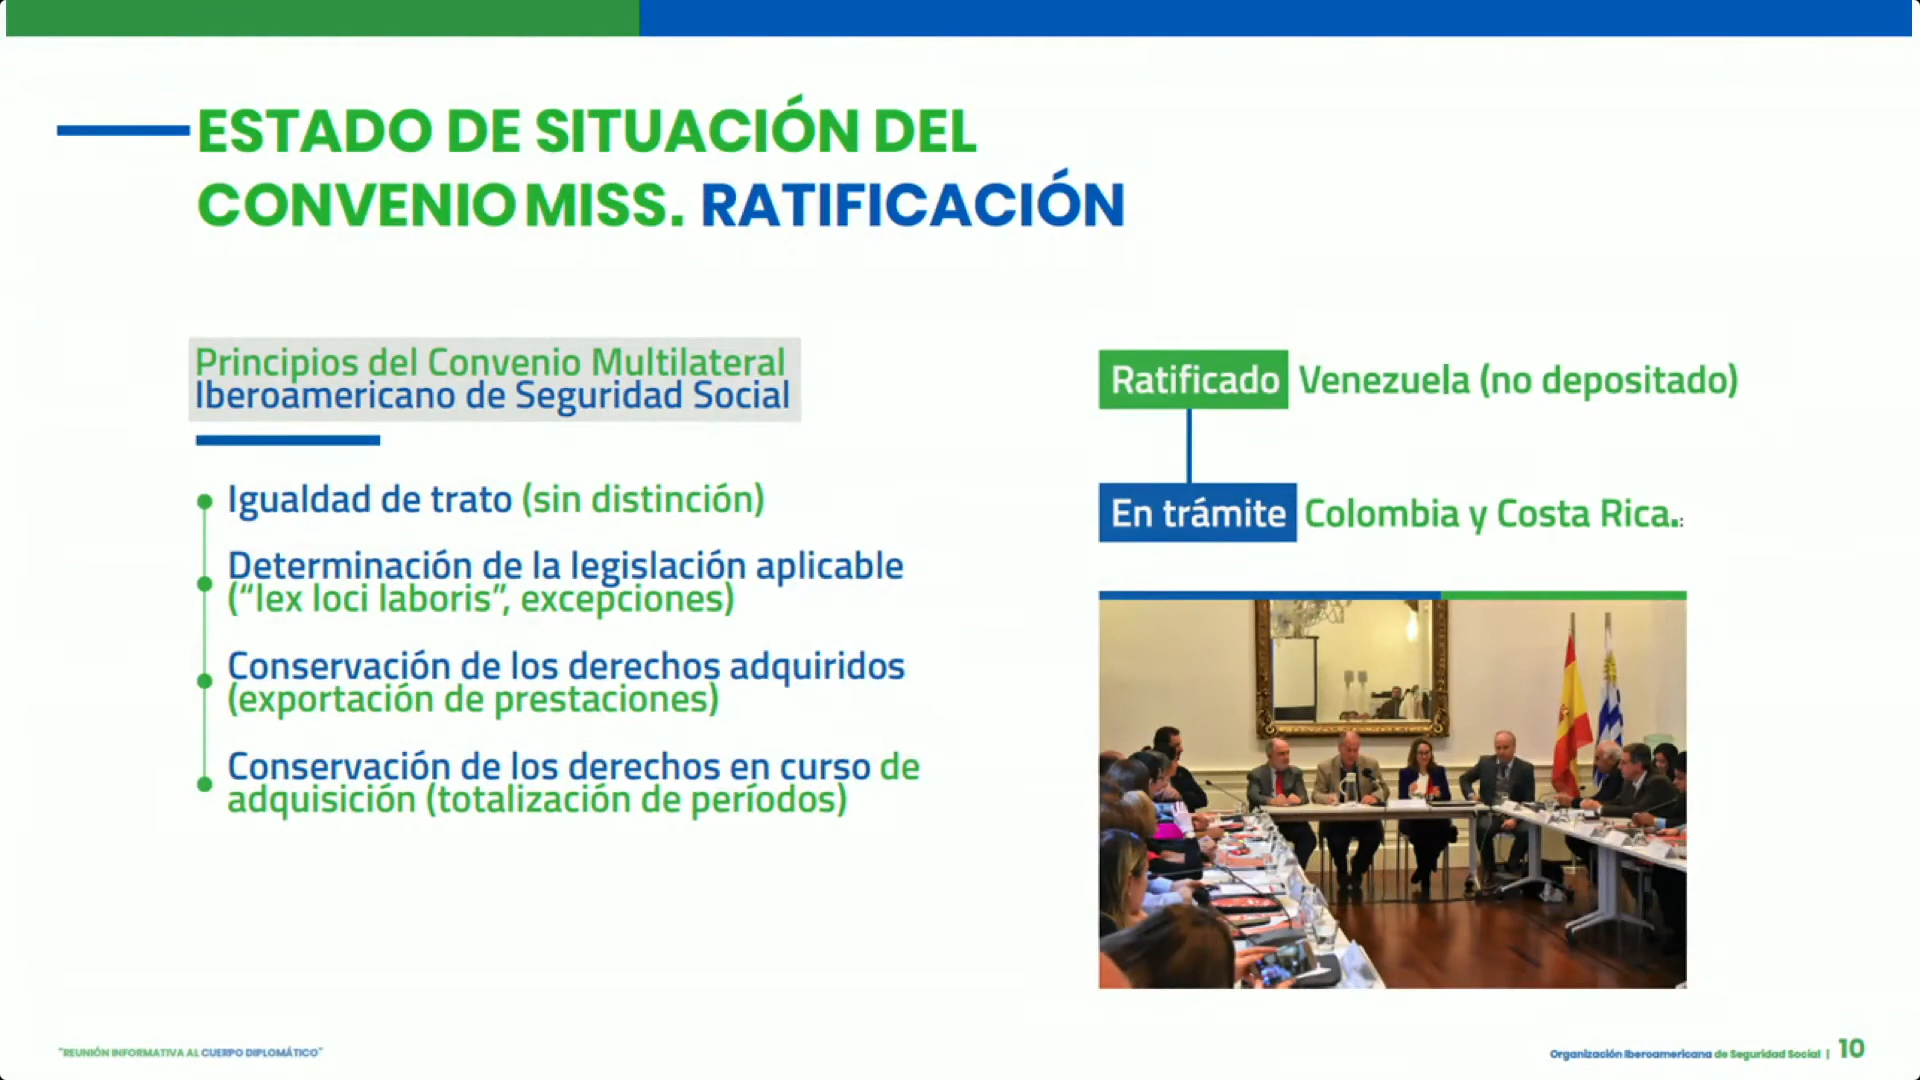 ESTADO DE SITUACIÓN DEL
CONVENIO MISS. RATIFICACIÓN
Principios del Convenio Multilateral
Iberoamericano de Seguridad Social
Igualdad de trato (sin distinción)
Determinación de la legislación aplicable
(“lex loci laboris”, excepciones)
Conservación de los derechos adquiridos
(exportación de prestaciones)
Conservación de los derechos en curso de
adquisición (totalización de períodos)
Ratificado Venezuela (no depositado)
En trámite Colombia y Costa Rica.:
"REUNIÓN INFORMATIVA AL CUERPO DIPLOMÁTICO"
Organización Iberoamericana de Seguridad Social | 10